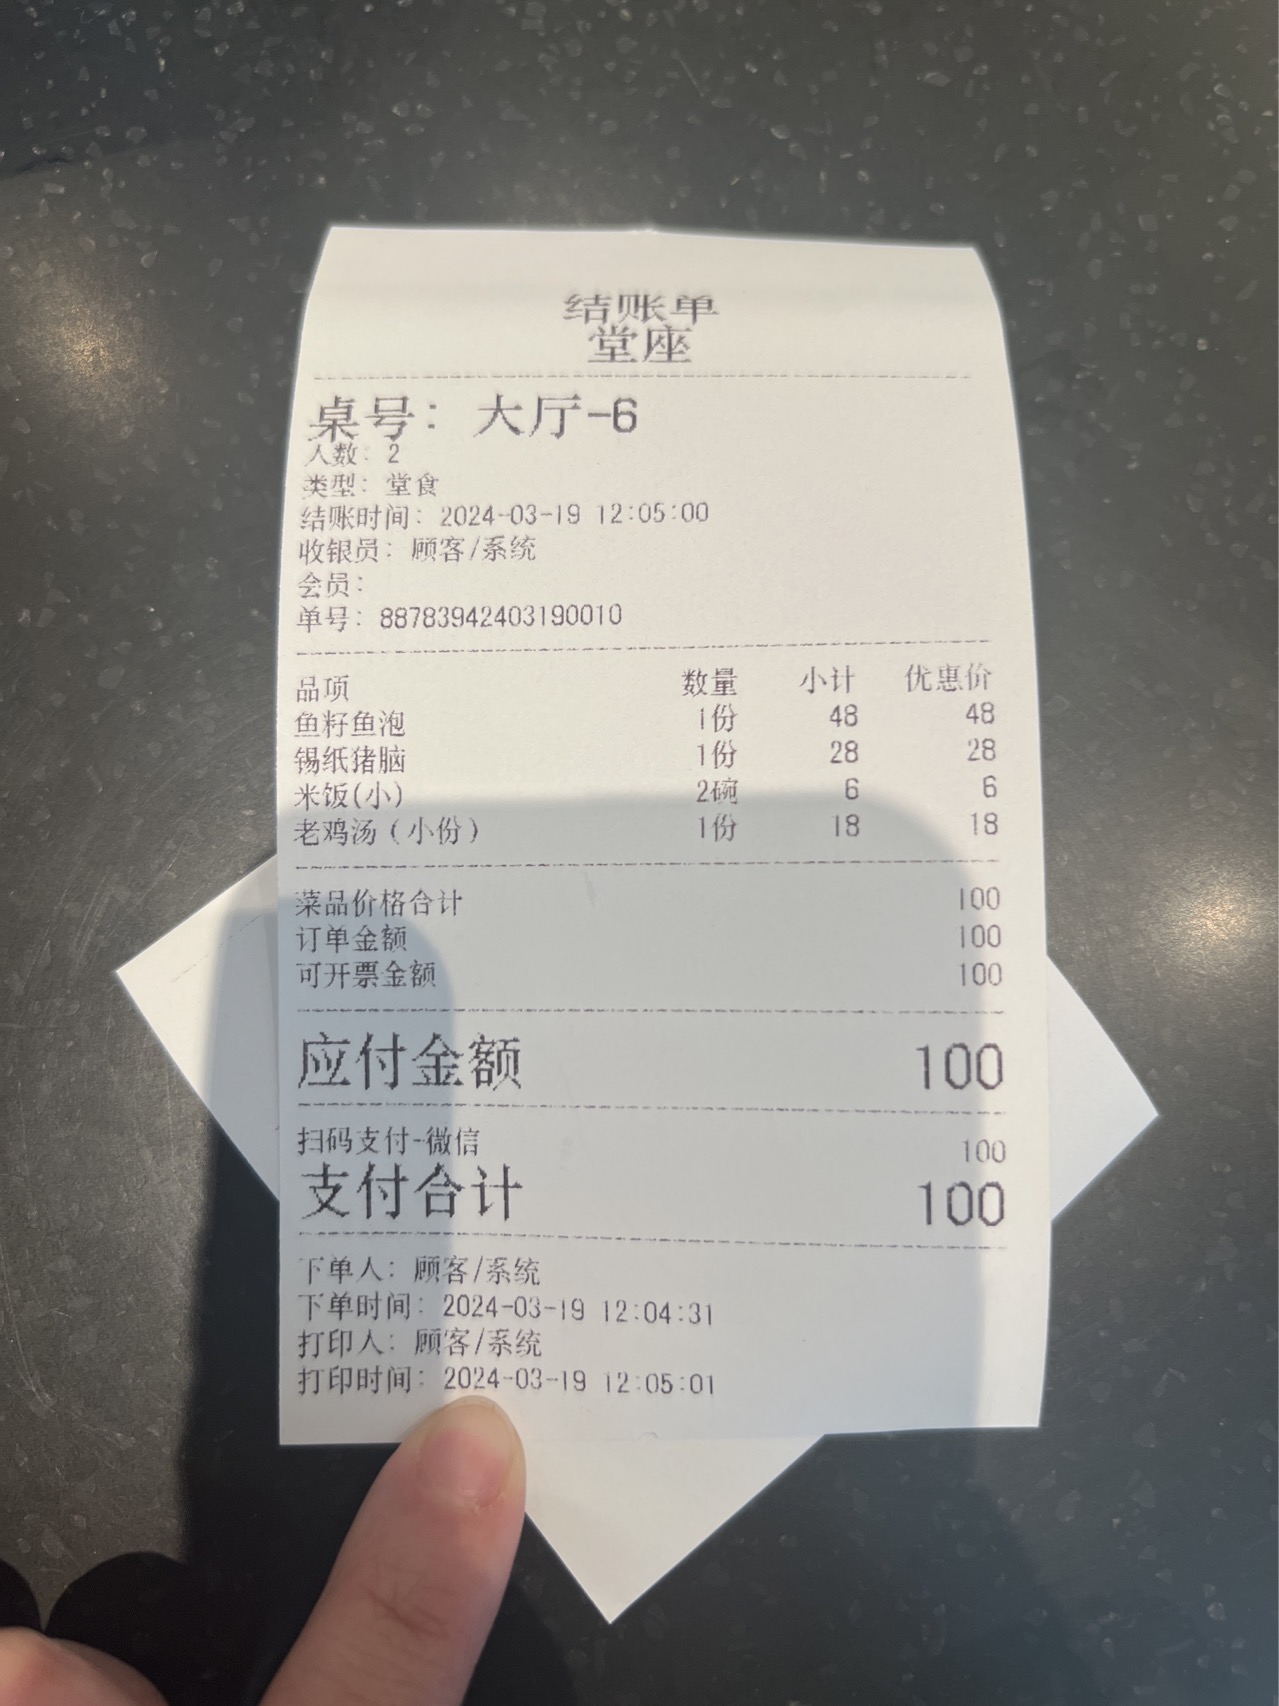 结账单
堂座
桌号: 大厅-6
人数: 2
类型: 堂食
结账时间: 2024-03-19 12:05:00
收银员: 顾客/系统
会员:
单号: 88783942403190010
品项 数量 小计 优惠价
鱼籽鱼泡 1份 48 48
锡纸猪脑 1份 28 28
米饭(小) 2碗 6 6
老鸡汤(小份) 1份 18 18
菜品价格合计 100
订单金额 100
可开票金额 100
应付金额 100
扫码支付-微信 100
支付合计 100
下单人: 顾客/系统
下单时间: 2024-03-19 12:04:31
打印人: 顾客/系统
打印时间: 2024-03-19 12:05:01